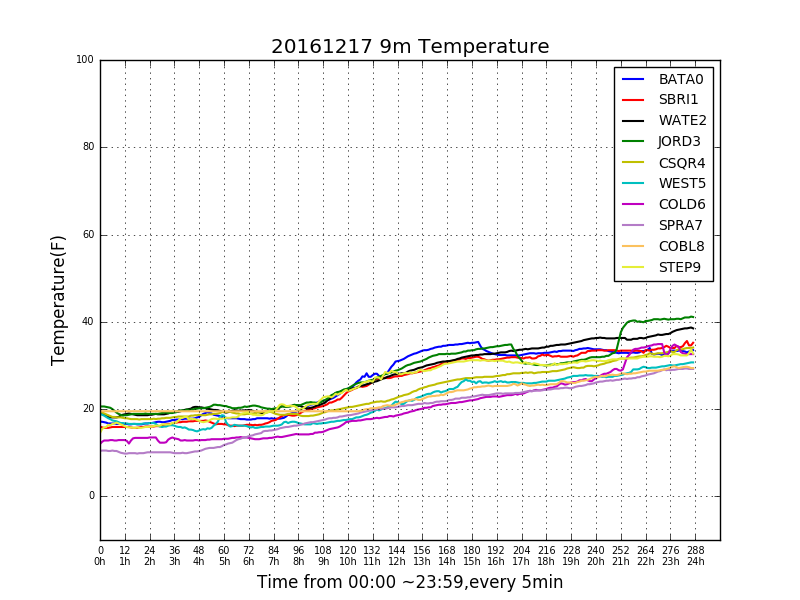 20161217 9m Temperature
BATA0
SBRI1
WATE2
JORD3
CSQR4
WEST5
COLD6
SPRA7
COBL8
STEP9
Temperature(F)
100
80
60
40
20
0
0 12 24 36 48 60 72 84 96 108 120 132 144 156 168 180 192 204 216 228 240 252 264 276 288
0h 1h 2h 3h 4h 5h 6h 7h 8h 9h 10h 11h 12h 13h 14h 15h 16h 17h 18h 19h 20h 21h 22h 23h 24h
Time from 00:00 ~23:59,every 5min